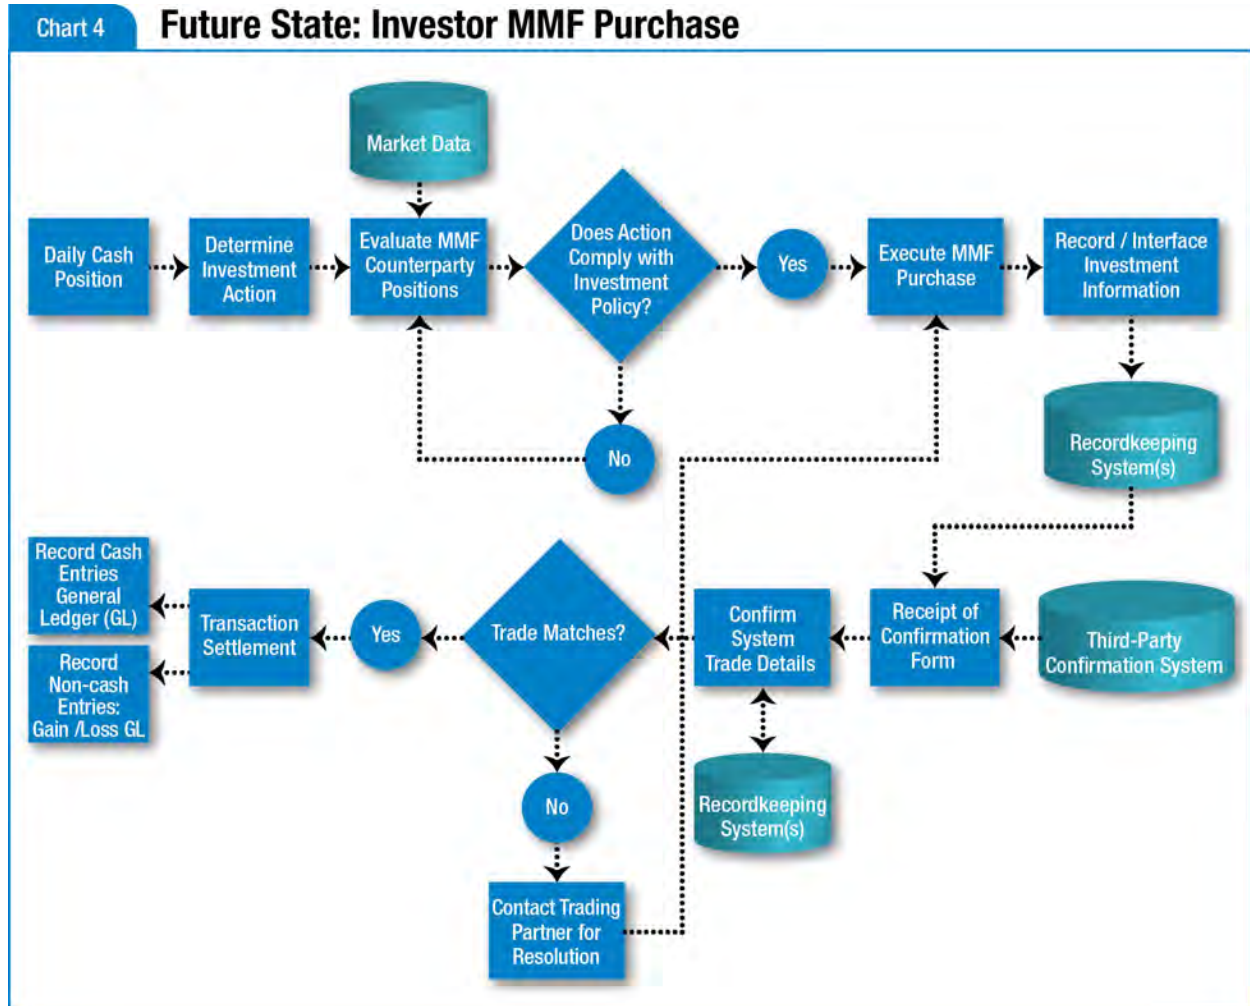 Chart 4
Future State: Investor MMF Purchase
Market Data
Daily Cash
Position
Determine
Investment
Action
Evaluate MMF
Counterparty
Positions
Does Action
Comply with
Investment
Policy?
Yes
Execute MMF
Purchase
Record / Interface
Investment
Information
No
Recordkeeping
System(s)
Record Cash
Entries
General
Ledger (GL)
Record
Non-cash
Entries:
Gain /Loss GL
Transaction
Settlement
Yes
Trade Matches?
Confirm
System
Trade Details
Receipt of
Confirmation
Form
Third-Party
Confirmation System
No
Recordkeeping
System(s)
Contact Trading
Partner for
Resolution